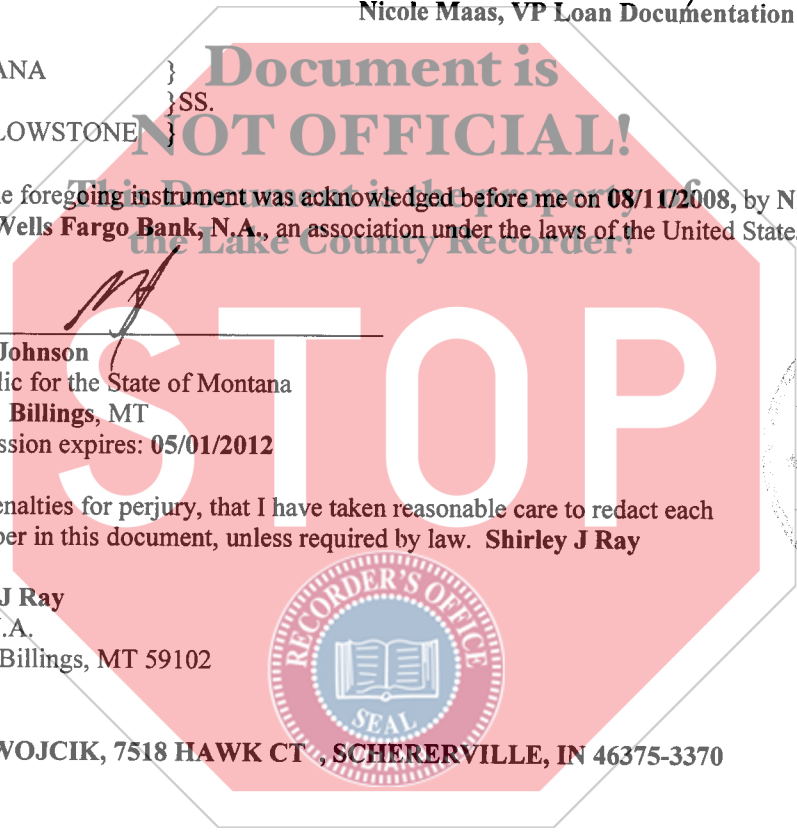 Nicole Maas, VP Loan Documentation
ANA }
Document is
}SS.
LOWSTONE }
NOT OFFICIAL!
e foregoing instrument was acknowledged before me on 08/11/2008, by N
This Document is the property of
Wells Fargo Bank, N.A., an association under the laws of the United State
the Lake County Recorder!
STOP
Johnson
lic for the State of Montana
Billings, MT
ssion expires: 05/01/2012
enalties for perjury, that I have taken reasonable care to redact each
ber in this document, unless required by law. Shirley J Ray
J Ray
N.A.
Billings, MT 59102
RECORDER'S OFFICE
SEAL
INDIANA
WOJCIK, 7518 HAWK CT , SCHERERVILLE, IN 46375-3370